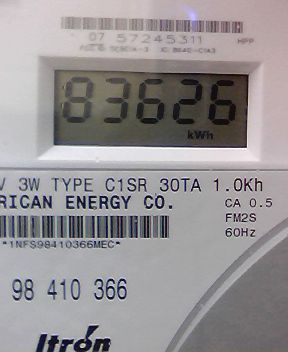 07 57245311 HPP
83626
kWh
V 3W TYPE C1SR 30TA 1.0Kh
RICAN ENERGY CO.
CA 0.5
FM2S
60Hz
*1NFS98410366MEC*
98 410 366
Itron